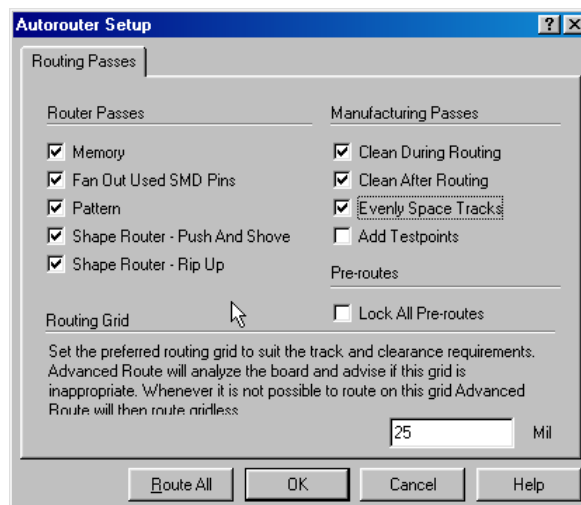 Autorouter Setup
Routing Passes
Router Passes
Memory
Fan Out Used SMD Pins
Pattern
Shape Router - Push And Shove
Shape Router - Rip Up
Manufacturing Passes
Clean During Routing
Clean After Routing
Evenly Space Tracks
Add Testpoints
Pre-routes
Lock All Pre-routes
Routing Grid
Set the preferred routing grid to suit the track and clearance requirements.
Advanced Route will analyze the board and advise if this grid is
inappropriate. Whenever it is not possible to route on this grid Advanced
Route will then route gridless
25 Mil
Route All OK Cancel Help